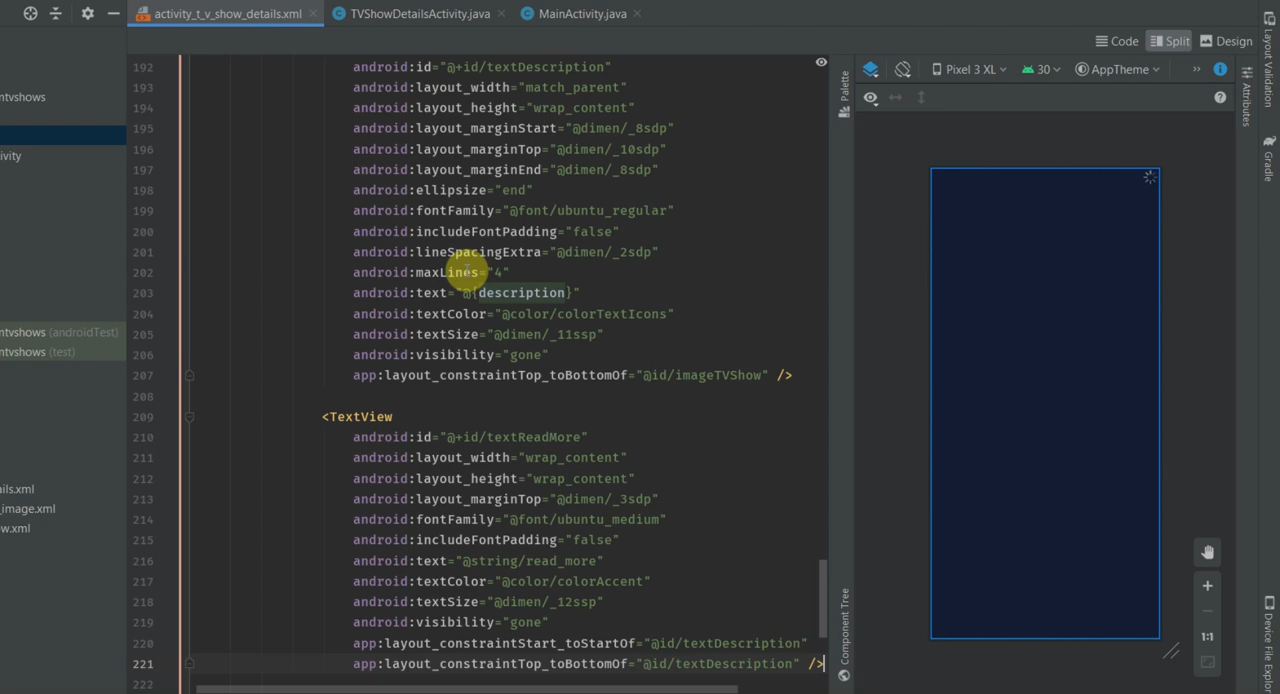 activity_t_v_show_details.xml
TVShowDetailsActivity.java
MainActivity.java
Code
Split
Design
Pixel 3 XL
30
AppTheme
ntvshows
ivity
ntvshows (androidTest)
ntvshows (test)
ails.xml
_image.xml
ew.xml
192 android:id="@+id/textDescription"
193 android:layout_width="match_parent"
194 android:layout_height="wrap_content"
195 android:layout_marginStart="@dimen/_8sdp"
196 android:layout_marginTop="@dimen/_10sdp"
197 android:layout_marginEnd="@dimen/_8sdp"
198 android:ellipsize="end"
199 android:fontFamily="@font/ubuntu_regular"
200 android:includeFontPadding="false"
201 android:lineSpacingExtra="@dimen/_2sdp"
202 android:maxLines="4"
203 android:text="@{description}"
204 android:textColor="@color/colorTextIcons"
205 android:textSize="@dimen/_11ssp"
206 android:visibility="gone"
207 app:layout_constraintTop_toBottomOf="@id/imageTVShow" />
208
209 <TextView
210 android:id="@+id/textReadMore"
211 android:layout_width="wrap_content"
212 android:layout_height="wrap_content"
213 android:layout_marginTop="@dimen/_3sdp"
214 android:fontFamily="@font/ubuntu_medium"
215 android:includeFontPadding="false"
216 android:text="@string/read_more"
217 android:textColor="@color/colorAccent"
218 android:textSize="@dimen/_12ssp"
219 android:visibility="gone"
220 app:layout_constraintStart_toStartOf="@id/textDescription"
221 app:layout_constraintTop_toBottomOf="@id/textDescription" />
222
Palette
Component Tree
1:1
Layout Validation
Attributes
Gradle
Device File Explor